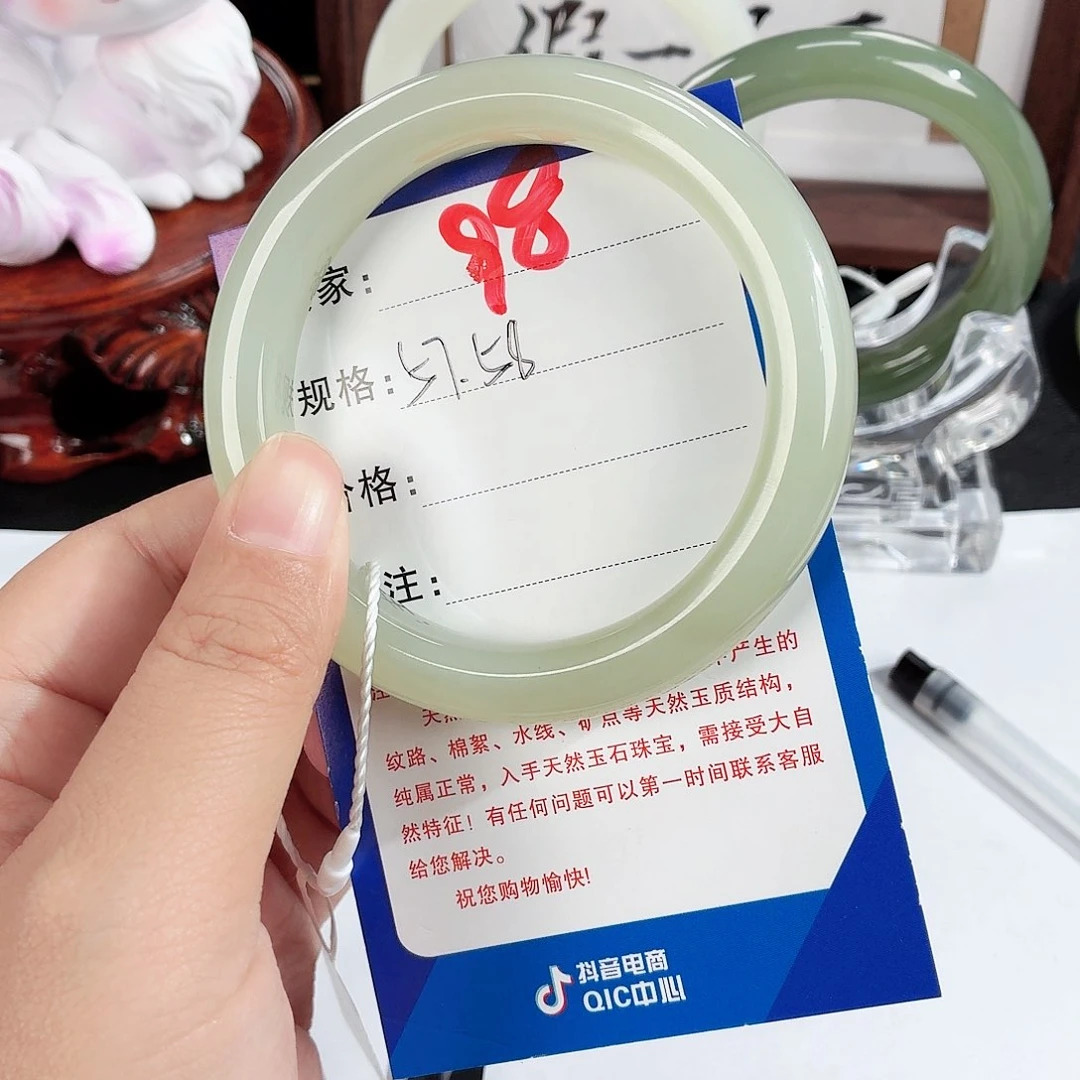 假一
98
家：
规格：57.58
价格：
注：
天然 产生的
纹路、棉絮、水线、矿点等天然玉质结构，
纯属正常，入手天然玉石珠宝，需接受大自
然特征！有任何问题可以第一时间联系客服
给您解决。
祝您购物愉快!
抖音电商
QIC中心